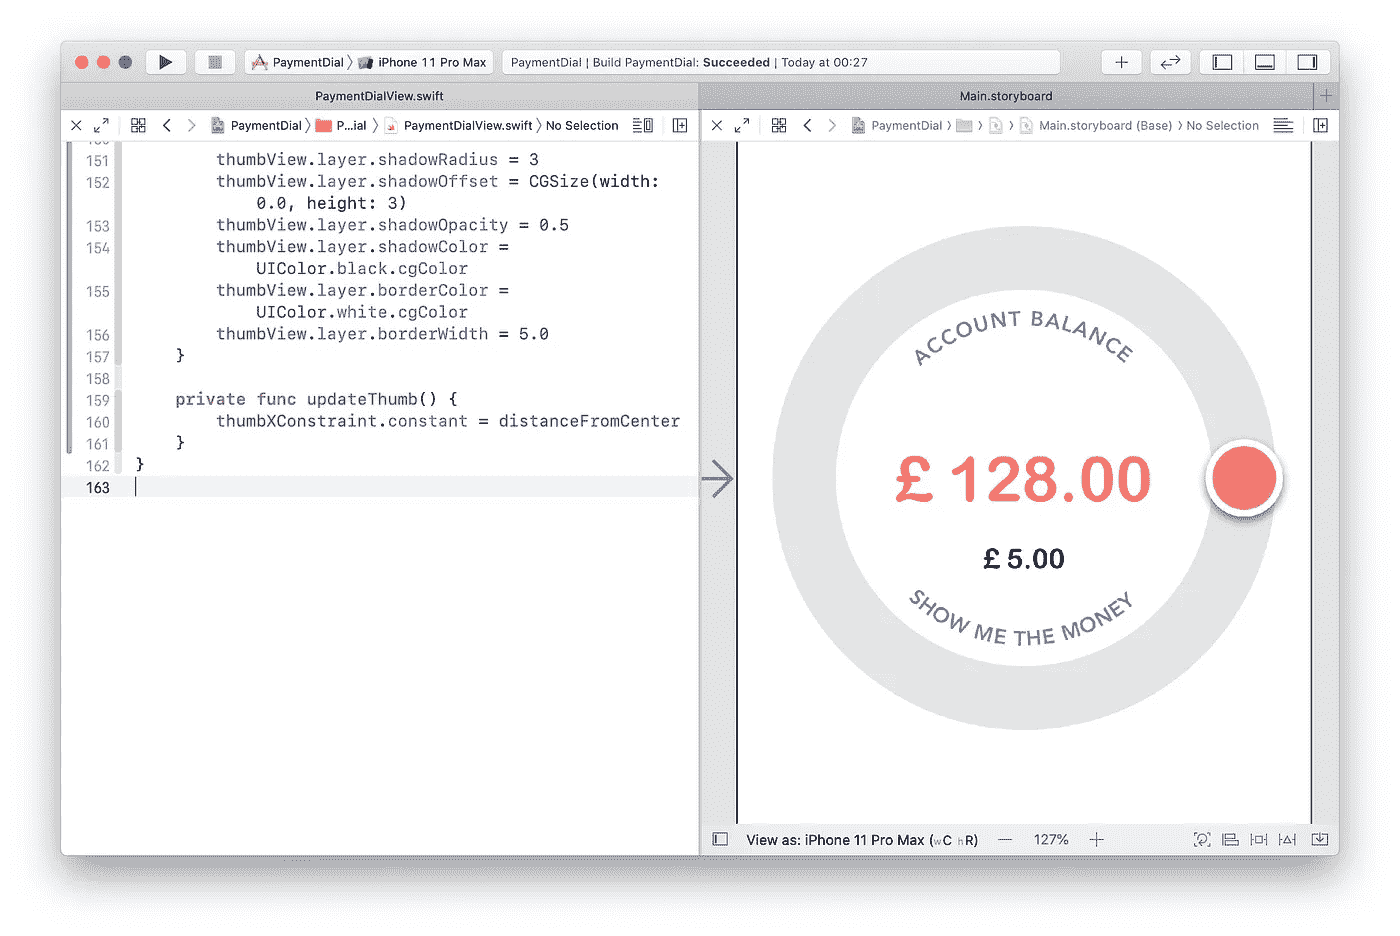 PaymentDial 〉 iPhone 11 Pro Max
PaymentDial | Build PaymentDial: Succeeded | Today at 00:27
PaymentDialView.swift
Main.storyboard
PaymentDial 〉 P...ial 〉 PaymentDialView.swift 〉 No Selection
PaymentDial 〉 〉 〉 Main.storyboard (Base) 〉 No Selection
151 thumbView.layer.shadowRadius = 3
152 thumbView.layer.shadowOffset = CGSize(width:
0.0, height: 3)
153 thumbView.layer.shadowOpacity = 0.5
154 thumbView.layer.shadowColor =
UIColor.black.cgColor
155 thumbView.layer.borderColor =
UIColor.white.cgColor
156 thumbView.layer.borderWidth = 5.0
157 }
158
159 private func updateThumb() {
160 thumbXConstraint.constant = distanceFromCenter
161 }
162 }
163
ACCOUNT BALANCE
£ 128.00
£ 5.00
SHOW ME THE MONEY
View as: iPhone 11 Pro Max (wC hR)
127%